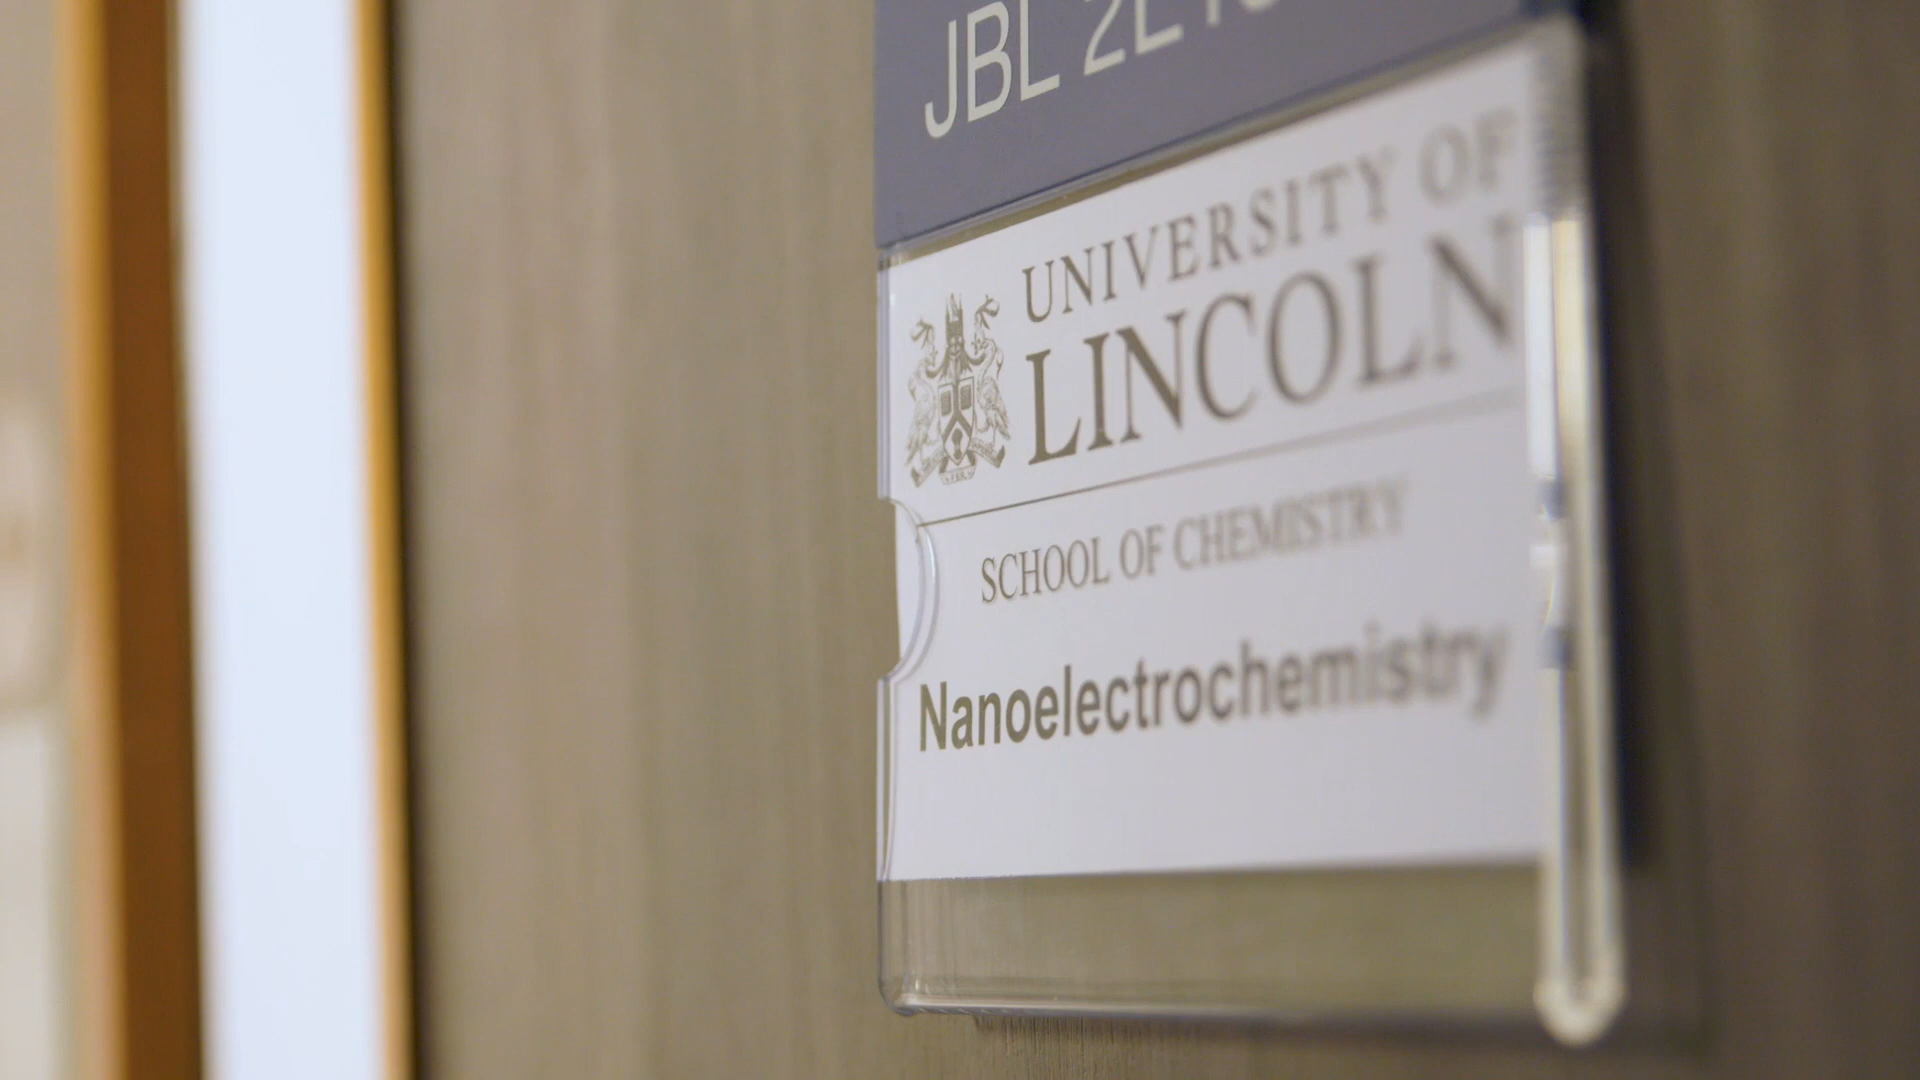 JBL
UNIVERSITY OF
LINCOLN
SCHOOL OF CHEMISTRY
Nanoelectrochemistry